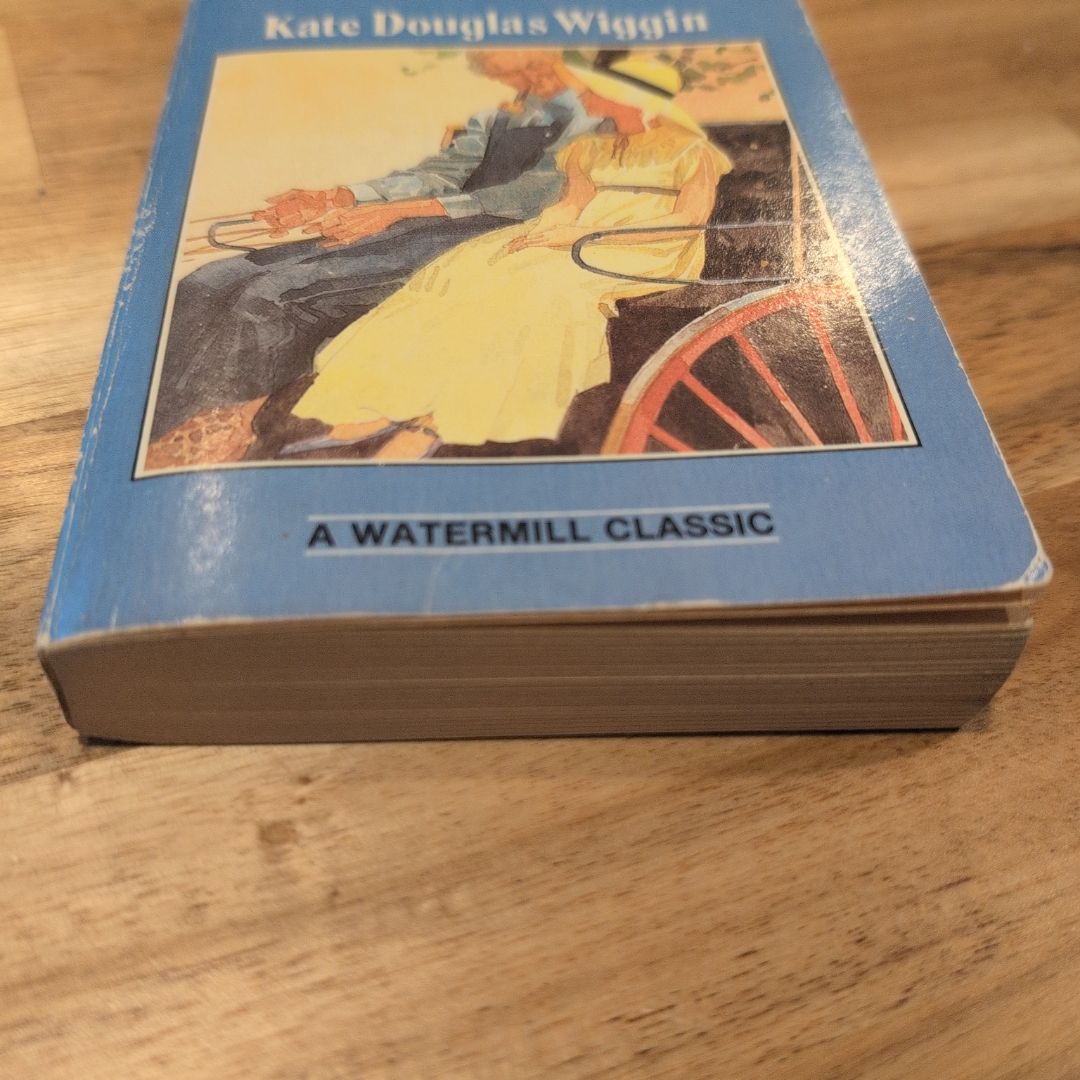 Kate Douglas Wiggin
A WATERMILL CLASSIC